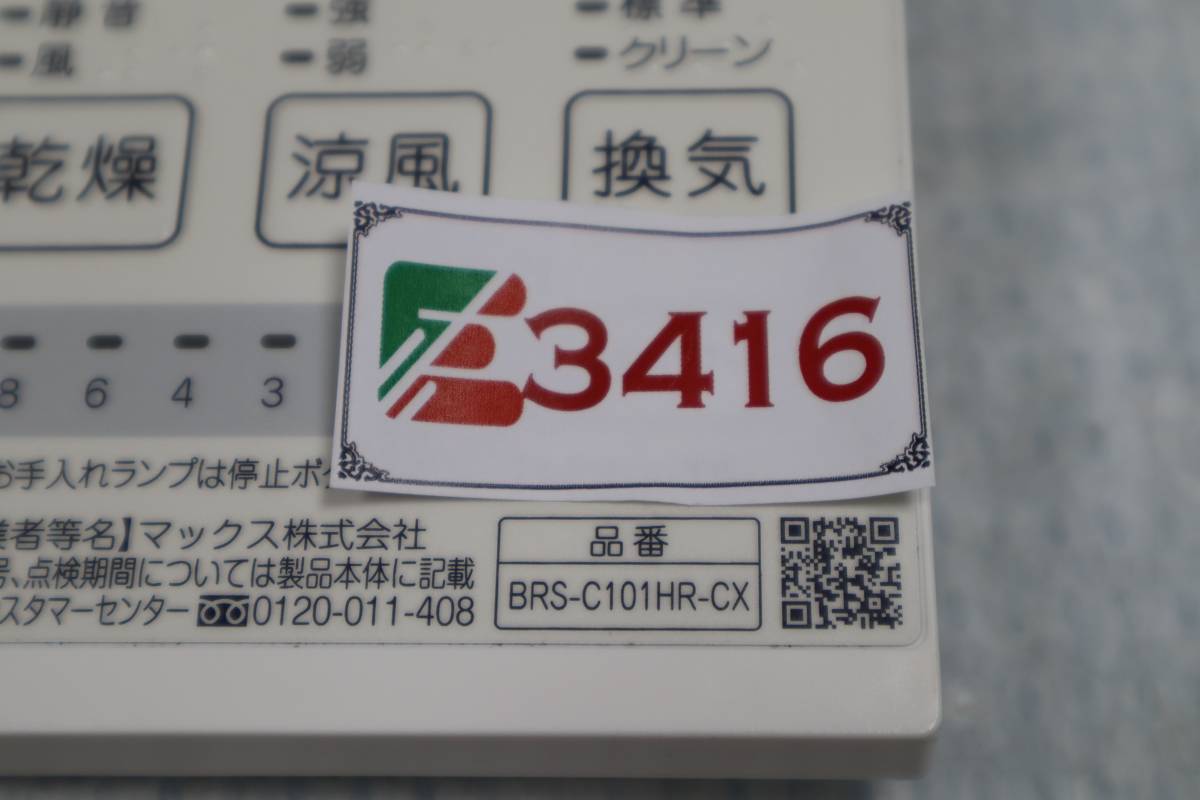 静音 強 標準
風 弱 クリーン
乾燥 涼風 換気
3416
8 6 4 3
お手入れランプは停止ボ
業者等名】マックス株式会社
号、点検期間については製品本体に記載
スタマーセンター 0120-011-408
品番
BRS-C101HR-CX